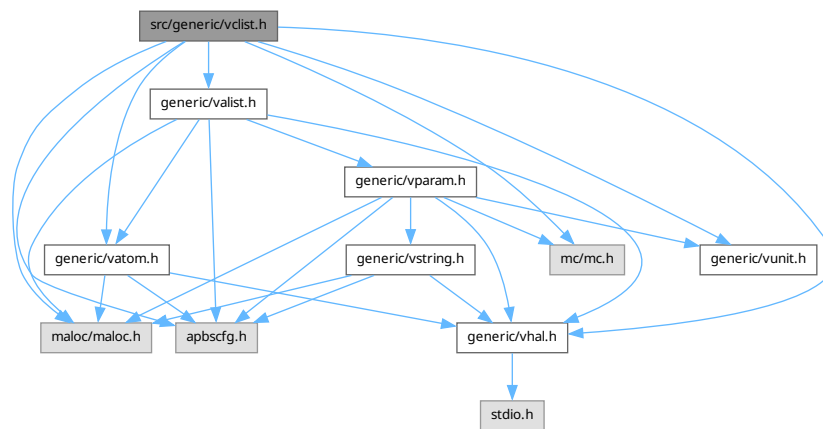 src/generic/vclist.h
generic/valist.h
generic/vparam.h
generic/vatom.h
generic/vstring.h
mc/mc.h
generic/vunit.h
maloc/maloc.h
apbscfg.h
generic/vhal.h
stdio.h